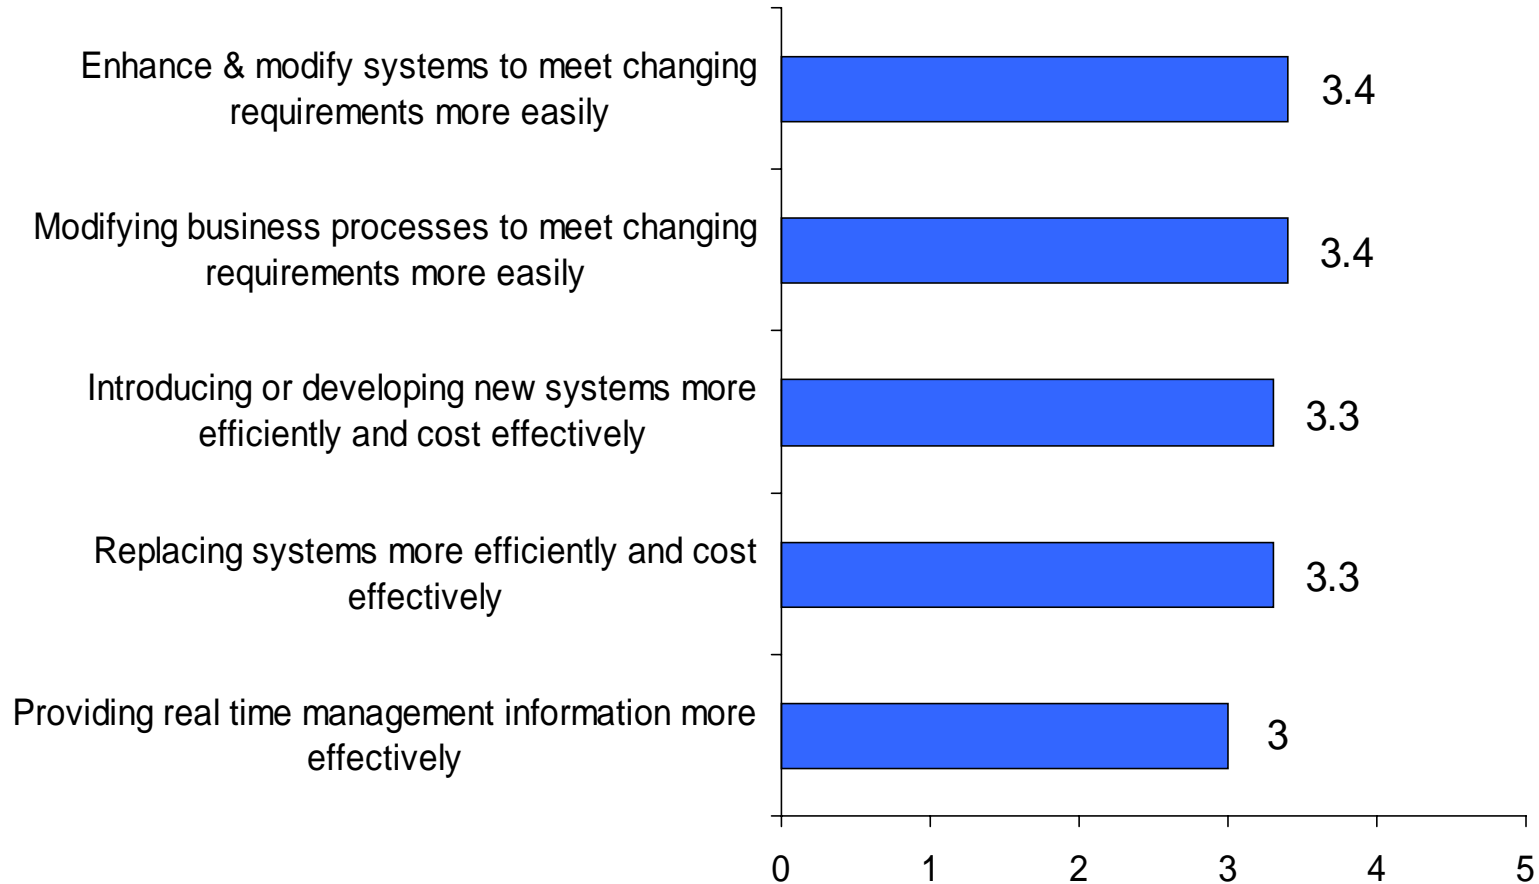 Enhance & modify systems to meet changing
requirements more easily
3.4
Modifying business processes to meet changing
requirements more easily
3.4
Introducing or developing new systems more
efficiently and cost effectively
3.3
Replacing systems more efficiently and cost
effectively
3.3
Providing real time management information more
effectively
3
0 1 2 3 4 5